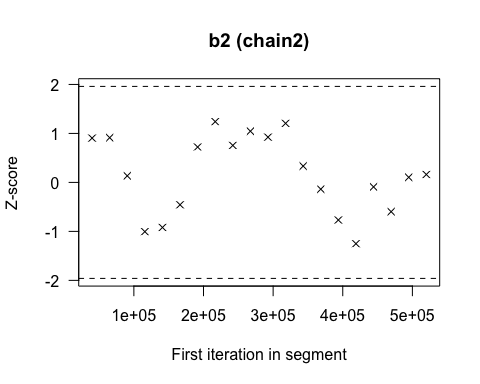 b2 (chain2)
2
1
0
-1
-2
Z-score
1e+05 2e+05 3e+05 4e+05 5e+05
First iteration in segment